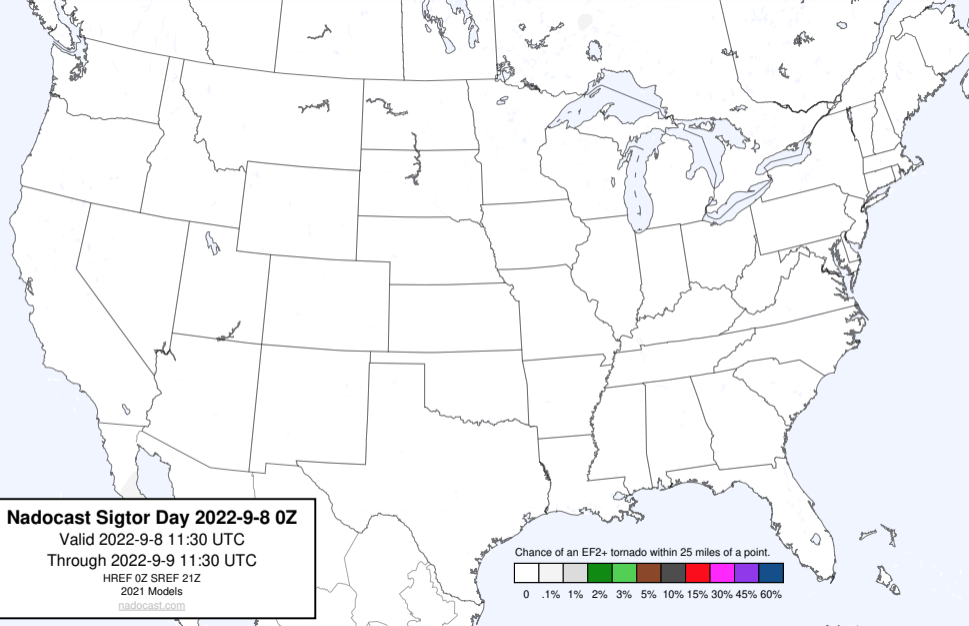 Nadocast Sigtor Day 2022-9-8 0Z
Valid 2022-9-8 11:30 UTC
Through 2022-9-9 11:30 UTC
HREF 0Z SREF 21Z
2021 Models
nadocast.com
Chance of an EF2+ tornado within 25 miles of a point.
0 .1% 1% 2% 3% 5% 10% 15% 30% 45% 60%